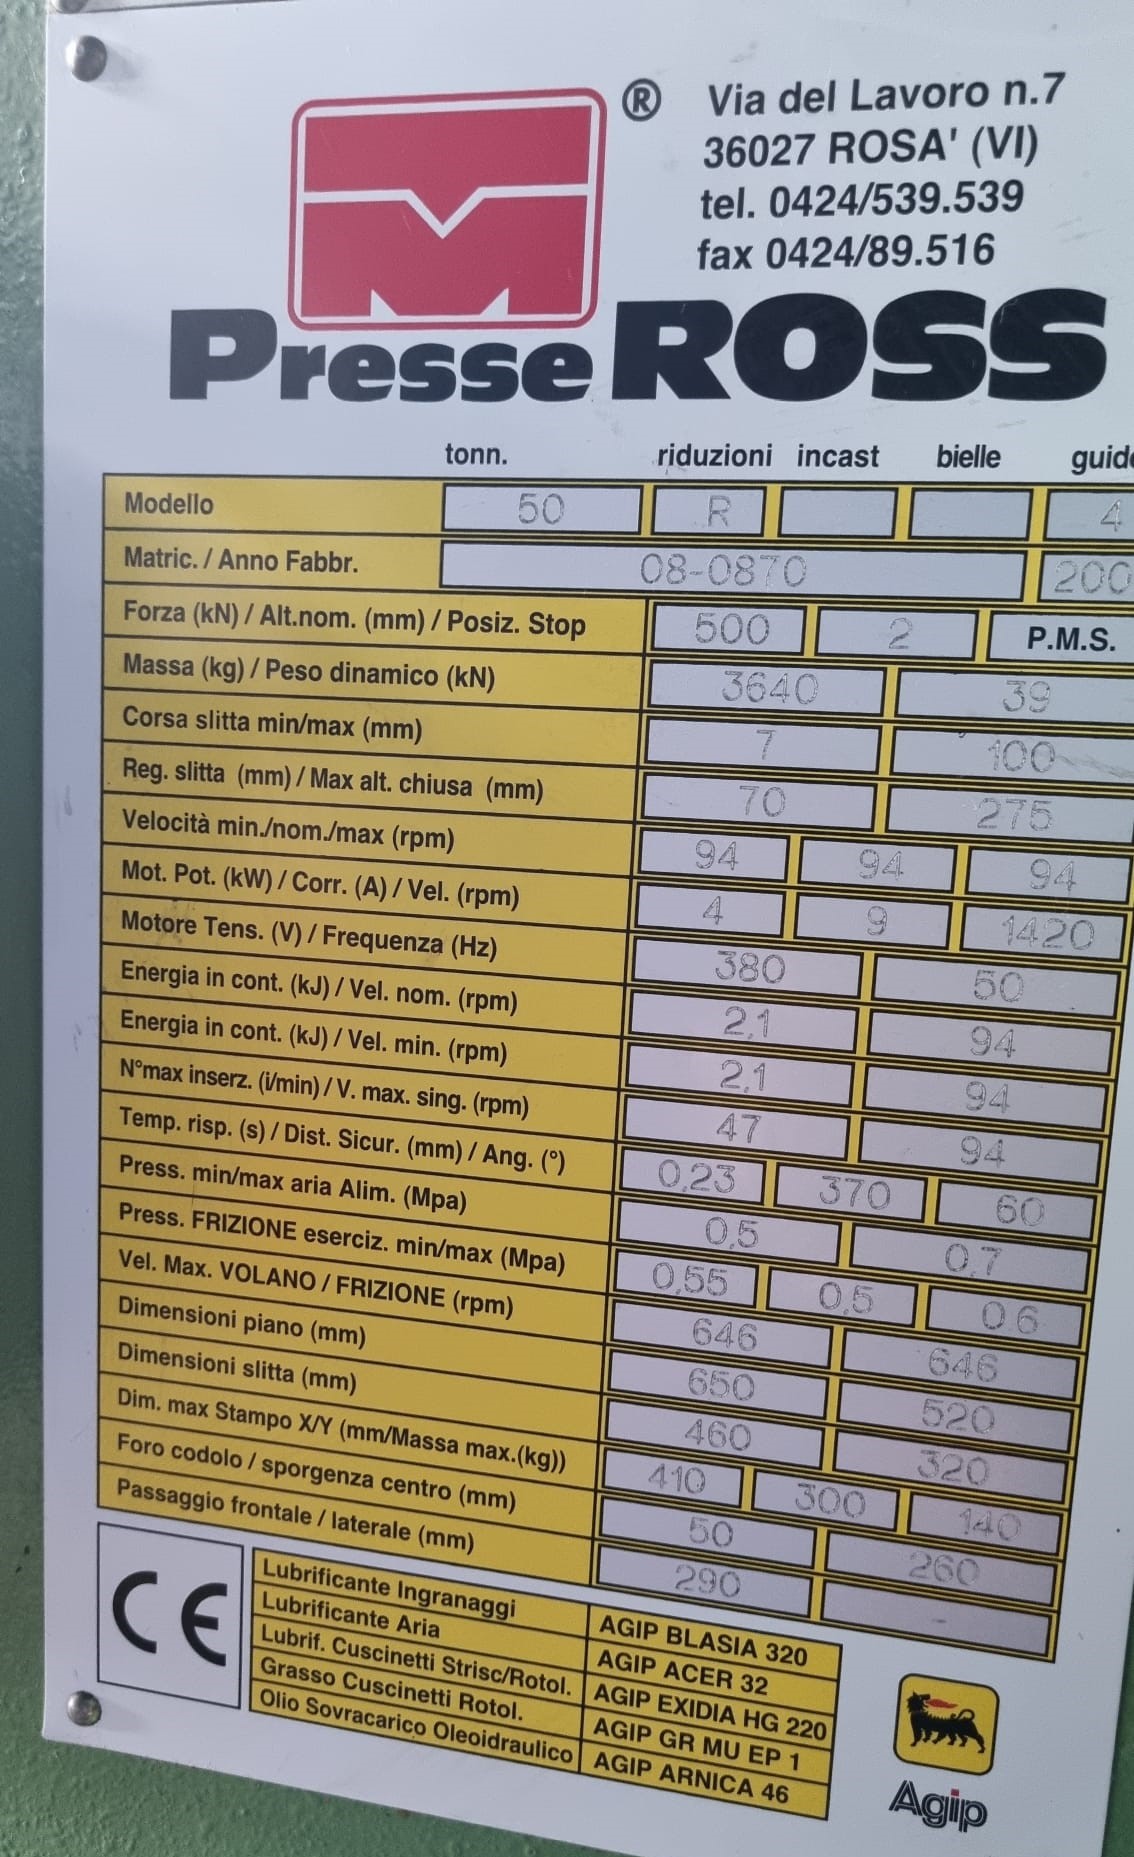 ® Via del Lavoro n.7
36027 ROSA' (VI)
tel. 0424/539.539
fax 0424/89.516
Presse ROSS
tonn. riduzioni incast bielle
Modello 50 R 4
Matric. / Anno Fabbr. 08-0870
Forza (kN) / Alt.nom. (mm) / Posiz. Stop 500 2 P.M.S.
Massa (kg) / Peso dinamico (kN) 3640 39
Corsa slitta min/max (mm) 7 100
Reg. slitta (mm) / Max alt. chiusa (mm) 70 275
Velocità min./nom./max (rpm) 94 94 94
Mot. Pot. (kW) / Corr. (A) / Vel. (rpm) 4 9 1420
Motore Tens. (V) / Frequenza (Hz) 380 50
Energia in cont. (kJ) / Vel. nom. (rpm) 2,1 94
Energia in cont. (kJ) / Vel. min. (rpm) 2,1 94
N°max inserz. (i/min) / V. max. sing. (rpm) 47 94
Temp. risp. (s) / Dist. Sicur. (mm) / Ang. (°) 0,23 370 60
Press. min/max aria Alim. (Mpa) 0,5 0,7
Press. FRIZIONE eserciz. min/max (Mpa) 0,55 0,5 0,6
Vel. Max. VOLANO / FRIZIONE (rpm) 646 646
Dimensioni piano (mm) 650 520
Dimensioni slitta (mm) 460 320
Dim. max Stampo X/Y (mm/Massa max.(kg)) 410 300 140
Foro codolo / sporgenza centro (mm) 50 260
Passaggio frontale / laterale (mm) 290 -
CE
Lubrificante Ingranaggi AGIP BLASIA 320
Lubrificante Aria AGIP ACER 32
Lubrif. Cuscinetti Strisc/Rotol. AGIP EXIDIA HG 220
Grasso Cuscinetti Rotol. AGIP GR MU EP 1
Olio Sovracarico Oleoidraulico AGIP ARNICA 46
Agip